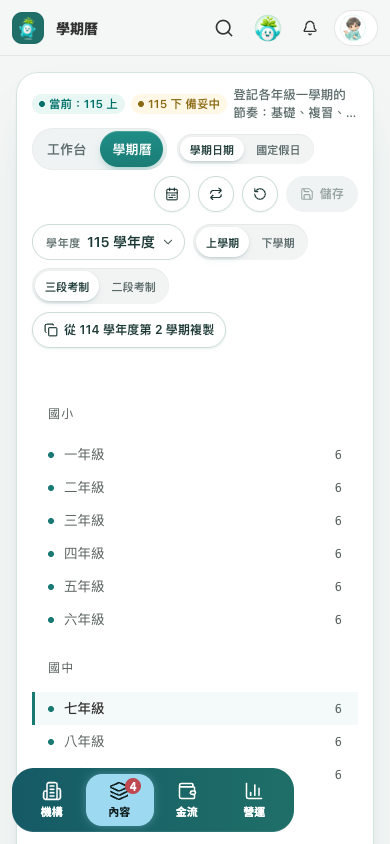 學期曆
當前：115 上
115 下 備妥中
登記各年級一學期的
節奏：基礎、複習、...
工作台
學期曆
學期日期
國定假日
儲存
學年度 115 學年度
上學期
下學期
三段考制
二段考制
從 114 學年度第 2 學期複製
國小
一年級 6
二年級 6
三年級 6
四年級 6
五年級 6
六年級 6
國中
七年級 6
八年級 6
6
機構
內容 4
金流
營運